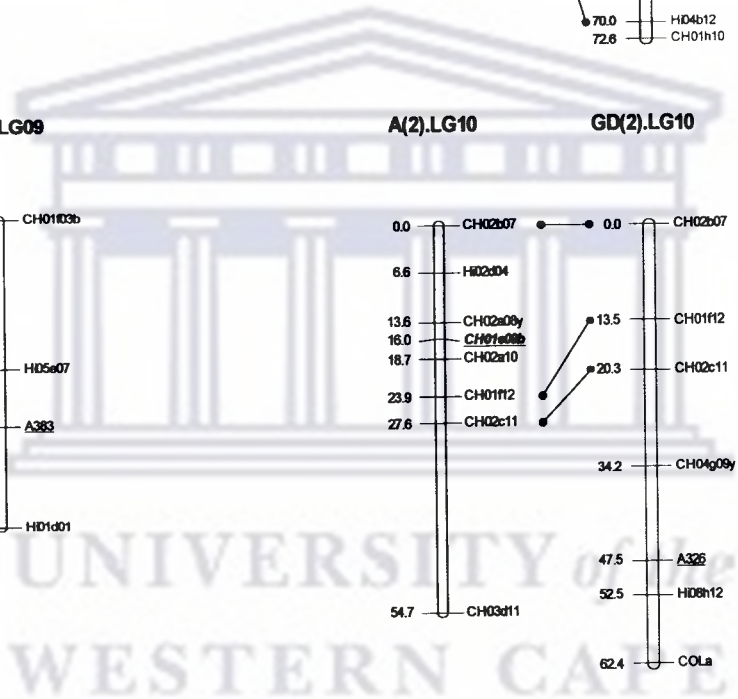 70.0 Hi04b12
72.6 CH01h10
LG09
CH01f03b
Hi05e07
A383
Hi01d01
A(2).LG10
0.0 CH02b07
6.6 Hi02d04
13.6 CH02a08y
16.0 CH01e09b
18.7 CH02a10
23.9 CH01f12
27.6 CH02c11
54.7 CH03d11
GD(2).LG10
0.0 CH02b07
13.5 CH01f12
20.3 CH02c11
34.2 CH04g09y
47.5 A326
52.5 Hi08h12
62.4 COLa
UNIVERSITY of the
WESTERN CAPE